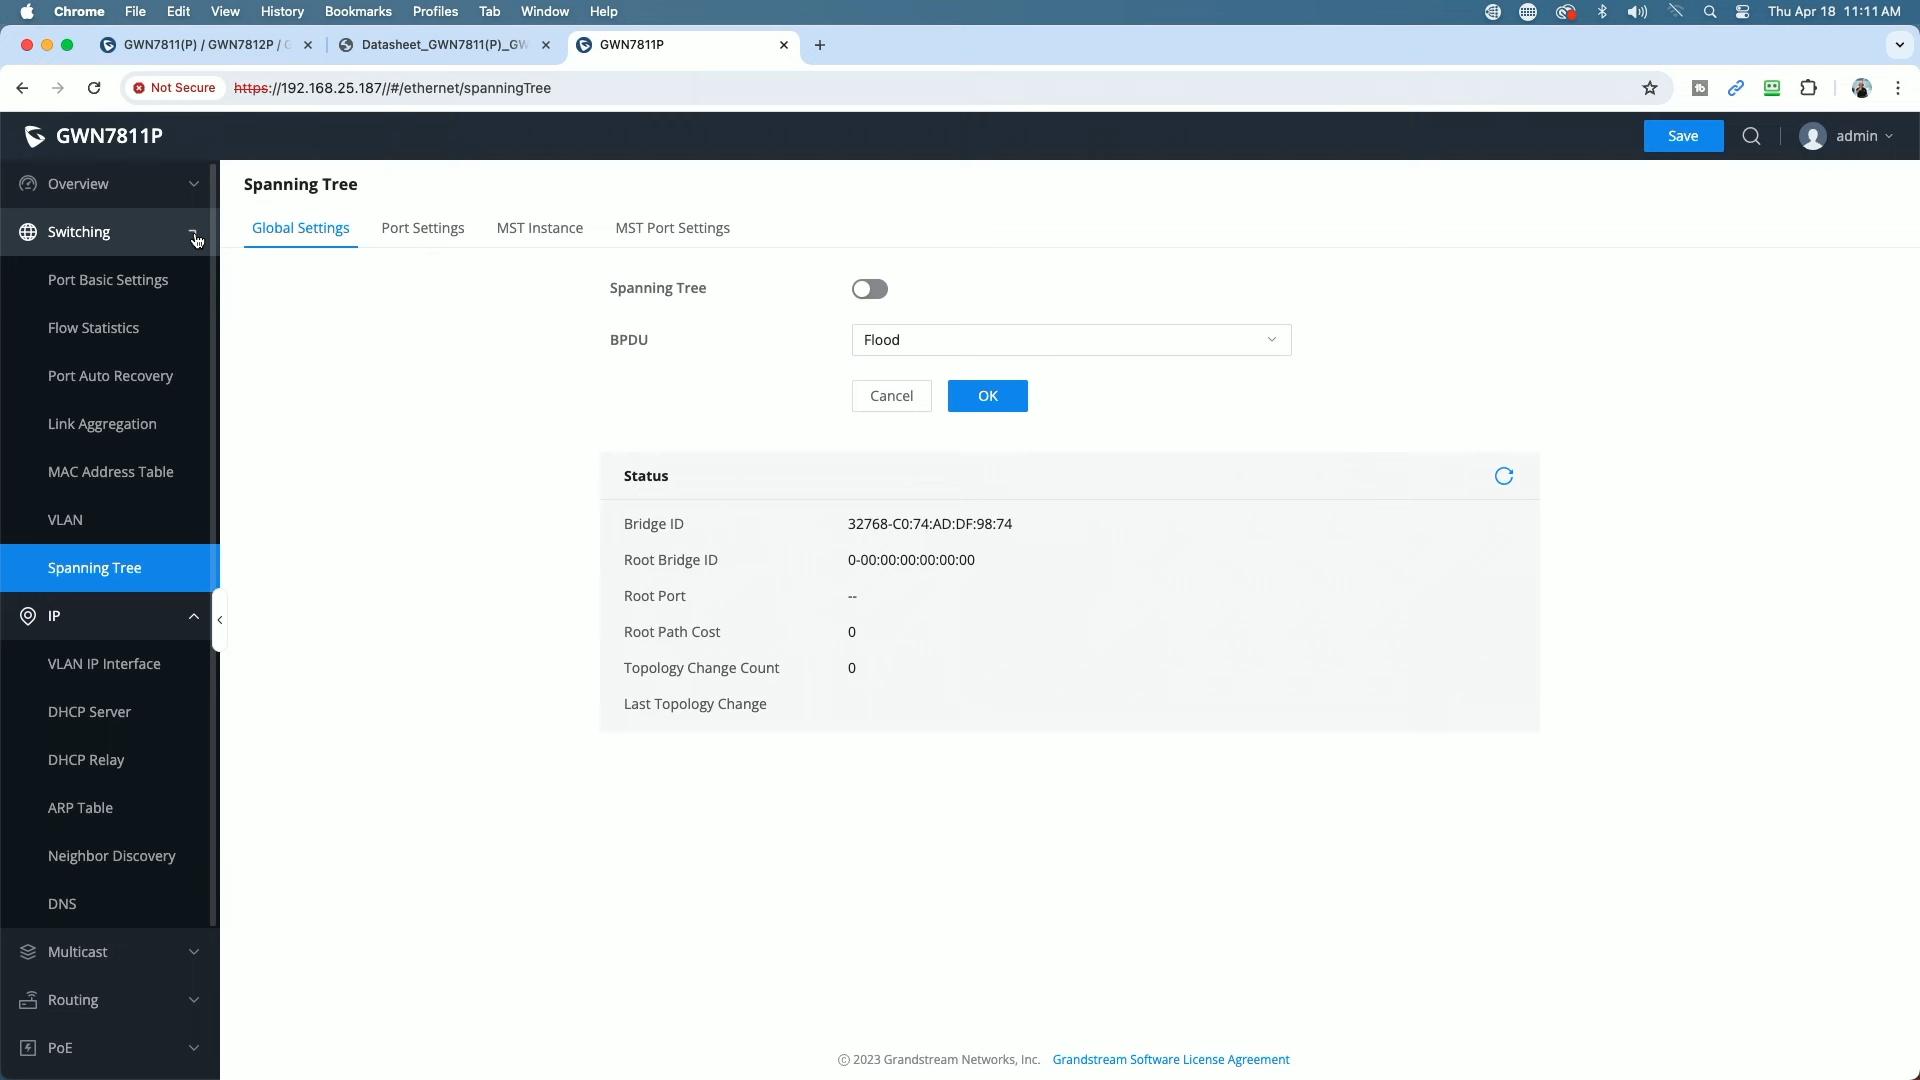 Chrome File Edit View History Bookmarks Profiles Tab Window Help Thu Apr 18 11:11 AM
GWN7811(P) / GWN7812P / Datasheet_GWN7811(P)_GW GWN7811P
Not Secure https://192.168.25.187//#/ethernet/spanningTree
GWN7811P Save admin
Overview
Switching
Port Basic Settings
Flow Statistics
Port Auto Recovery
Link Aggregation
MAC Address Table
VLAN
Spanning Tree
IP
VLAN IP Interface
DHCP Server
DHCP Relay
ARP Table
Neighbor Discovery
DNS
Multicast
Routing
PoE
Spanning Tree
Global Settings Port Settings MST Instance MST Port Settings
Spanning Tree
BPDU Flood
Cancel OK
Status
Bridge ID 32768-C0:74:AD:DF:98:74
Root Bridge ID 0-00:00:00:00:00:00
Root Port --
Root Path Cost 0
Topology Change Count 0
Last Topology Change
© 2023 Grandstream Networks, Inc. Grandstream Software License Agreement